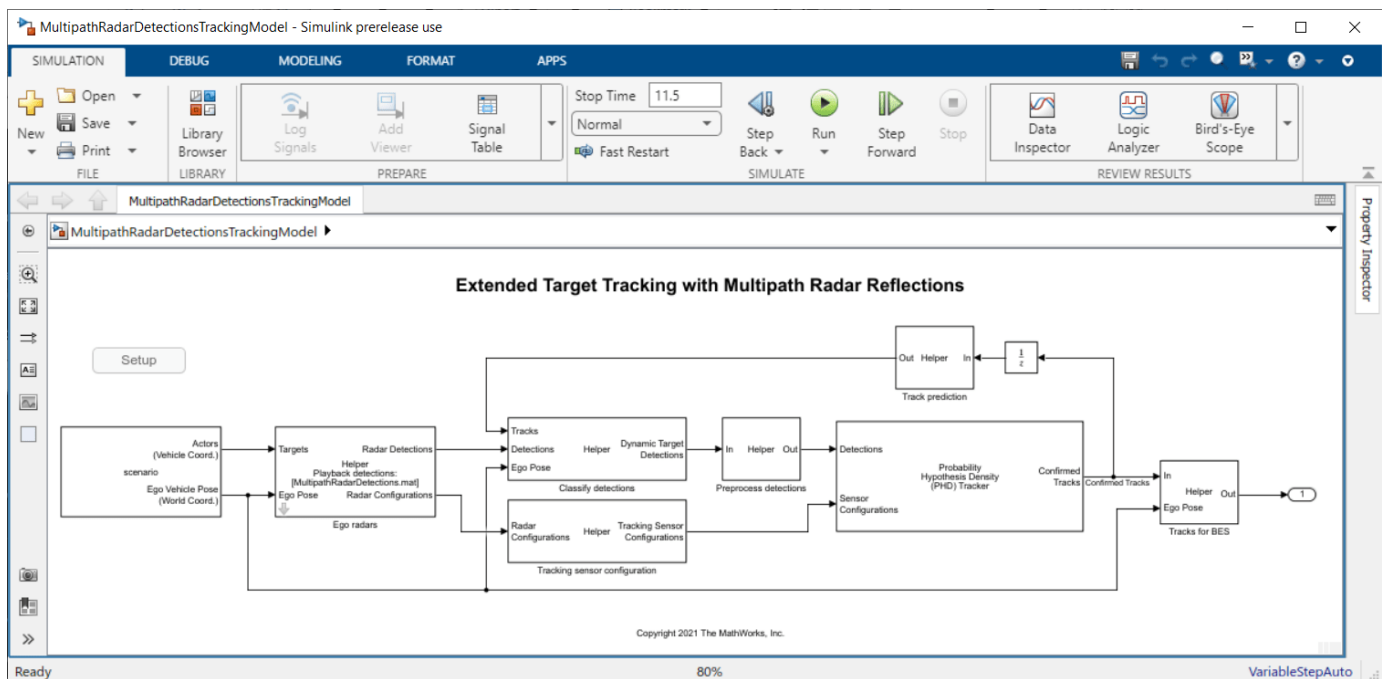 MultipathRadarDetectionsTrackingModel - Simulink prerelease use
SIMULATION DEBUG MODELING FORMAT APPS
New
Open
Save
Print
FILE
Library
Browser
LIBRARY
Log
Signals
Add
Viewer
Signal
Table
PREPARE
Stop Time 11.5
Normal
Fast Restart
Step
Back
Run
Step
Forward
Stop
SIMULATE
Data
Inspector
Logic
Analyzer
Bird's-Eye
Scope
REVIEW RESULTS
MultipathRadarDetectionsTrackingModel
MultipathRadarDetectionsTrackingModel
Property Inspector
Extended Target Tracking with Multipath Radar Reflections
Setup
Out Helper In
Track prediction
1
z
Actors
(Vehicle Coord.)
scenario
Ego Vehicle Pose
(World Coord.)
Targets Radar Detections
Helper
Playback detections:
[MultipathRadarDetections.mat]
Ego Pose Radar Configurations
Ego radars
Tracks
Detections Helper Dynamic Target
Detections
Ego Pose
Classify detections
Radar
Configurations Helper Tracking Sensor
Configurations
Tracking sensor configuration
In Helper Out
Preprocess detections
Detections
Sensor
Configurations
Probability
Hypothesis Density
(PHD) Tracker
Confirmed
Tracks
Confirmed Tracks
In
Helper Out
Ego Pose
Tracks for BES
1
Copyright 2021 The MathWorks, Inc.
Ready 80% VariableStepAuto